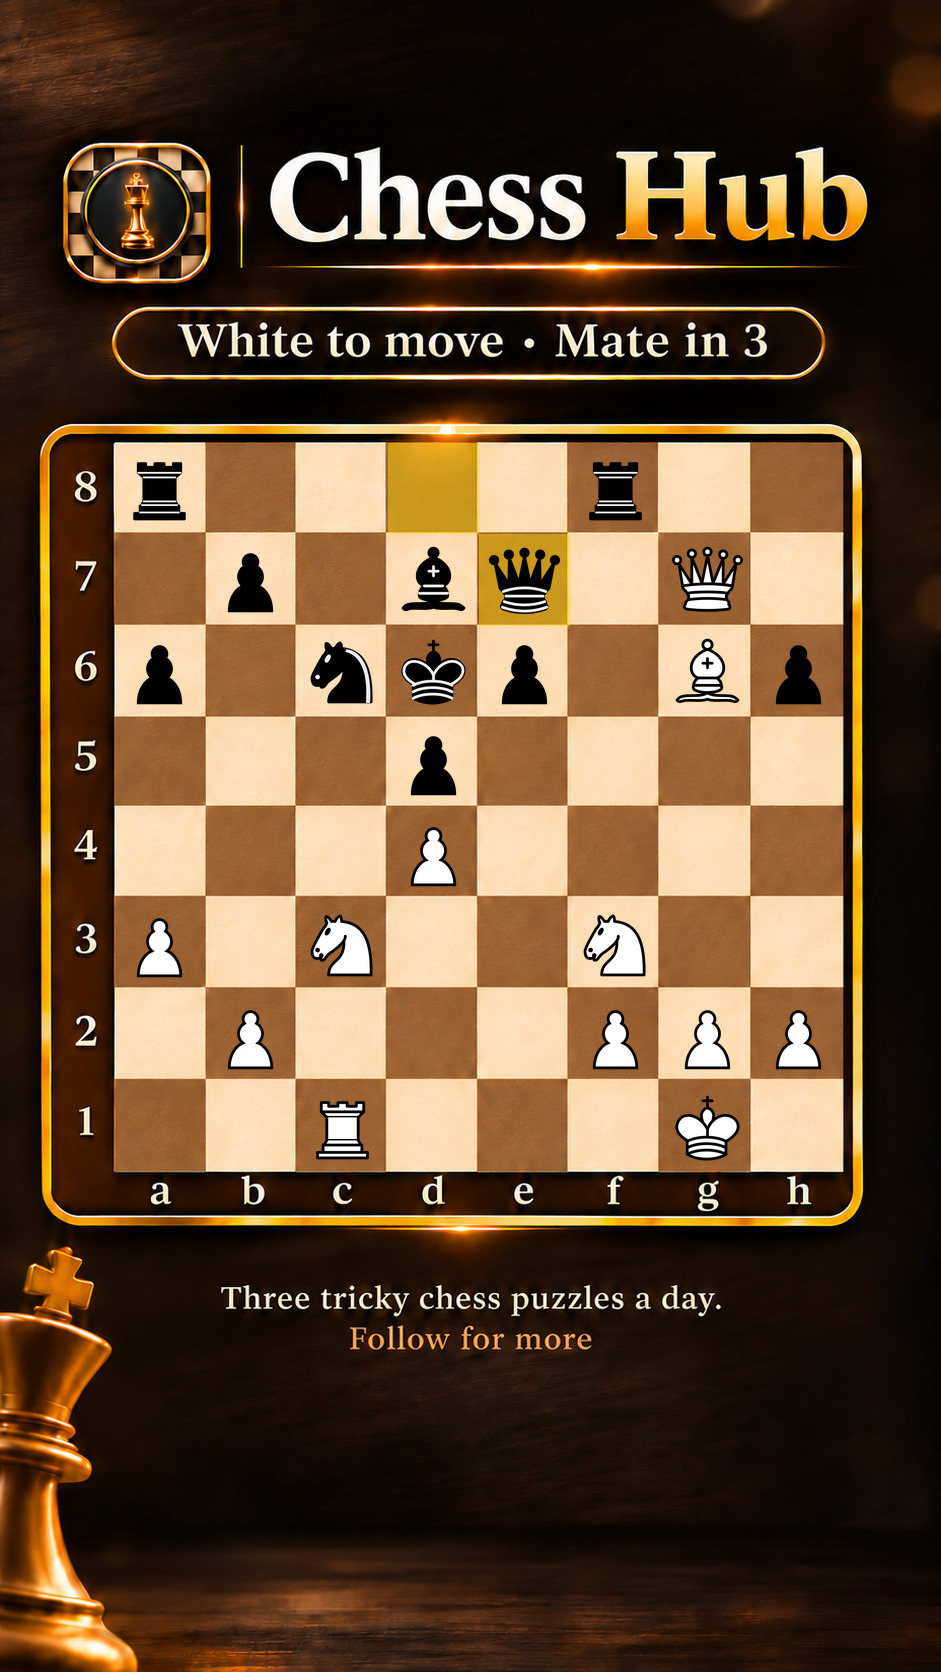 Chess Hub
White to move • Mate in 3
8
7
6
5
4
3
2
1
a b c d e f g h
Three tricky chess puzzles a day.
Follow for more